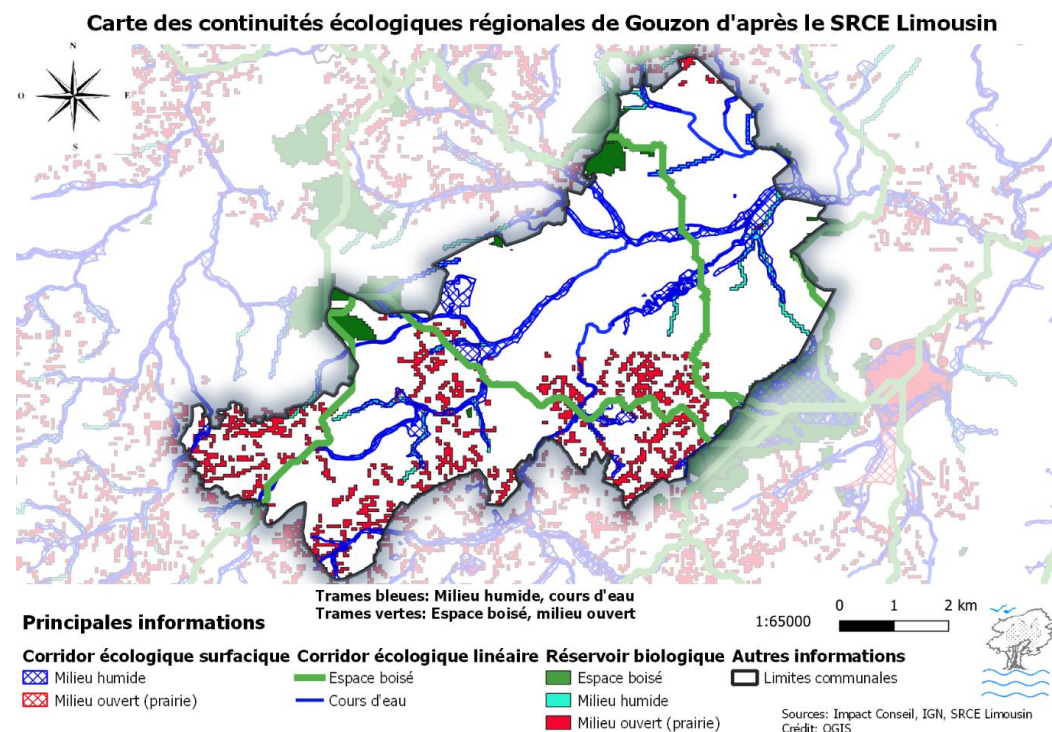 Carte des continuités écologiques régionales de Gouzon d'après le SRCE Limousin
N
O
E
S
Trames bleues: Milieu humide, cours d'eau
Trames vertes: Espace boisé, milieu ouvert
Principales informations
1:65000
0 1 2 km
Corridor écologique surfacique
Milieu humide
Milieu ouvert (prairie)
Corridor écologique linéaire
Espace boisé
Cours d'eau
Réservoir biologique
Espace boisé
Milieu humide
Milieu ouvert (prairie)
Autres informations
Limites communales
Sources: Impact Conseil, IGN, SRCE Limousin
Crédit: QGIS